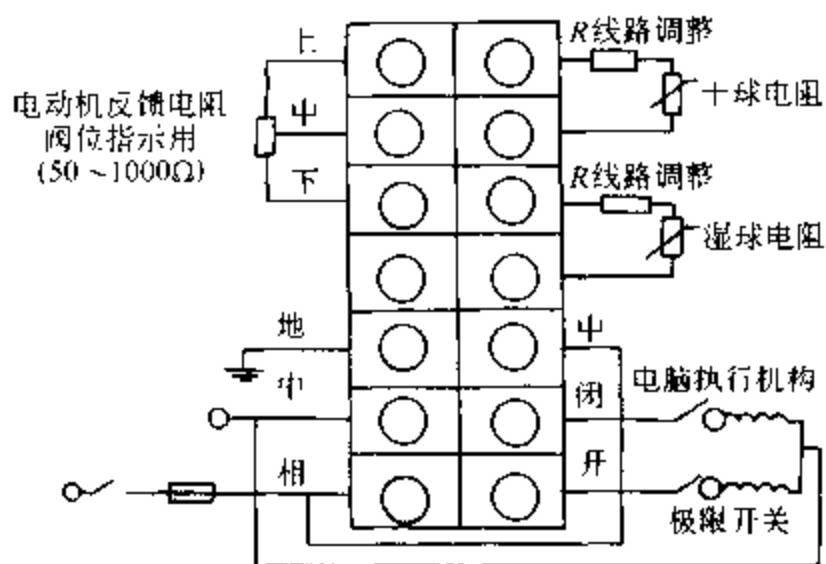 上
电动机反馈电阻
中
阀位指示用
(50~1000Ω)
下
地
中
相
R线路调整
干球电阻
R线路调整
湿球电阻
中
电脑执行机构
闭
开
极限开关